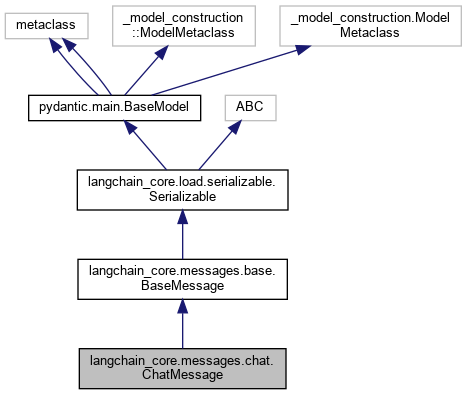 metaclass
_model_construction
::ModelMetaclass
_model_construction.Model
Metaclass
pydantic.main.BaseModel
ABC
langchain_core.load.serializable.
Serializable
langchain_core.messages.base.
BaseMessage
langchain_core.messages.chat.
ChatMessage